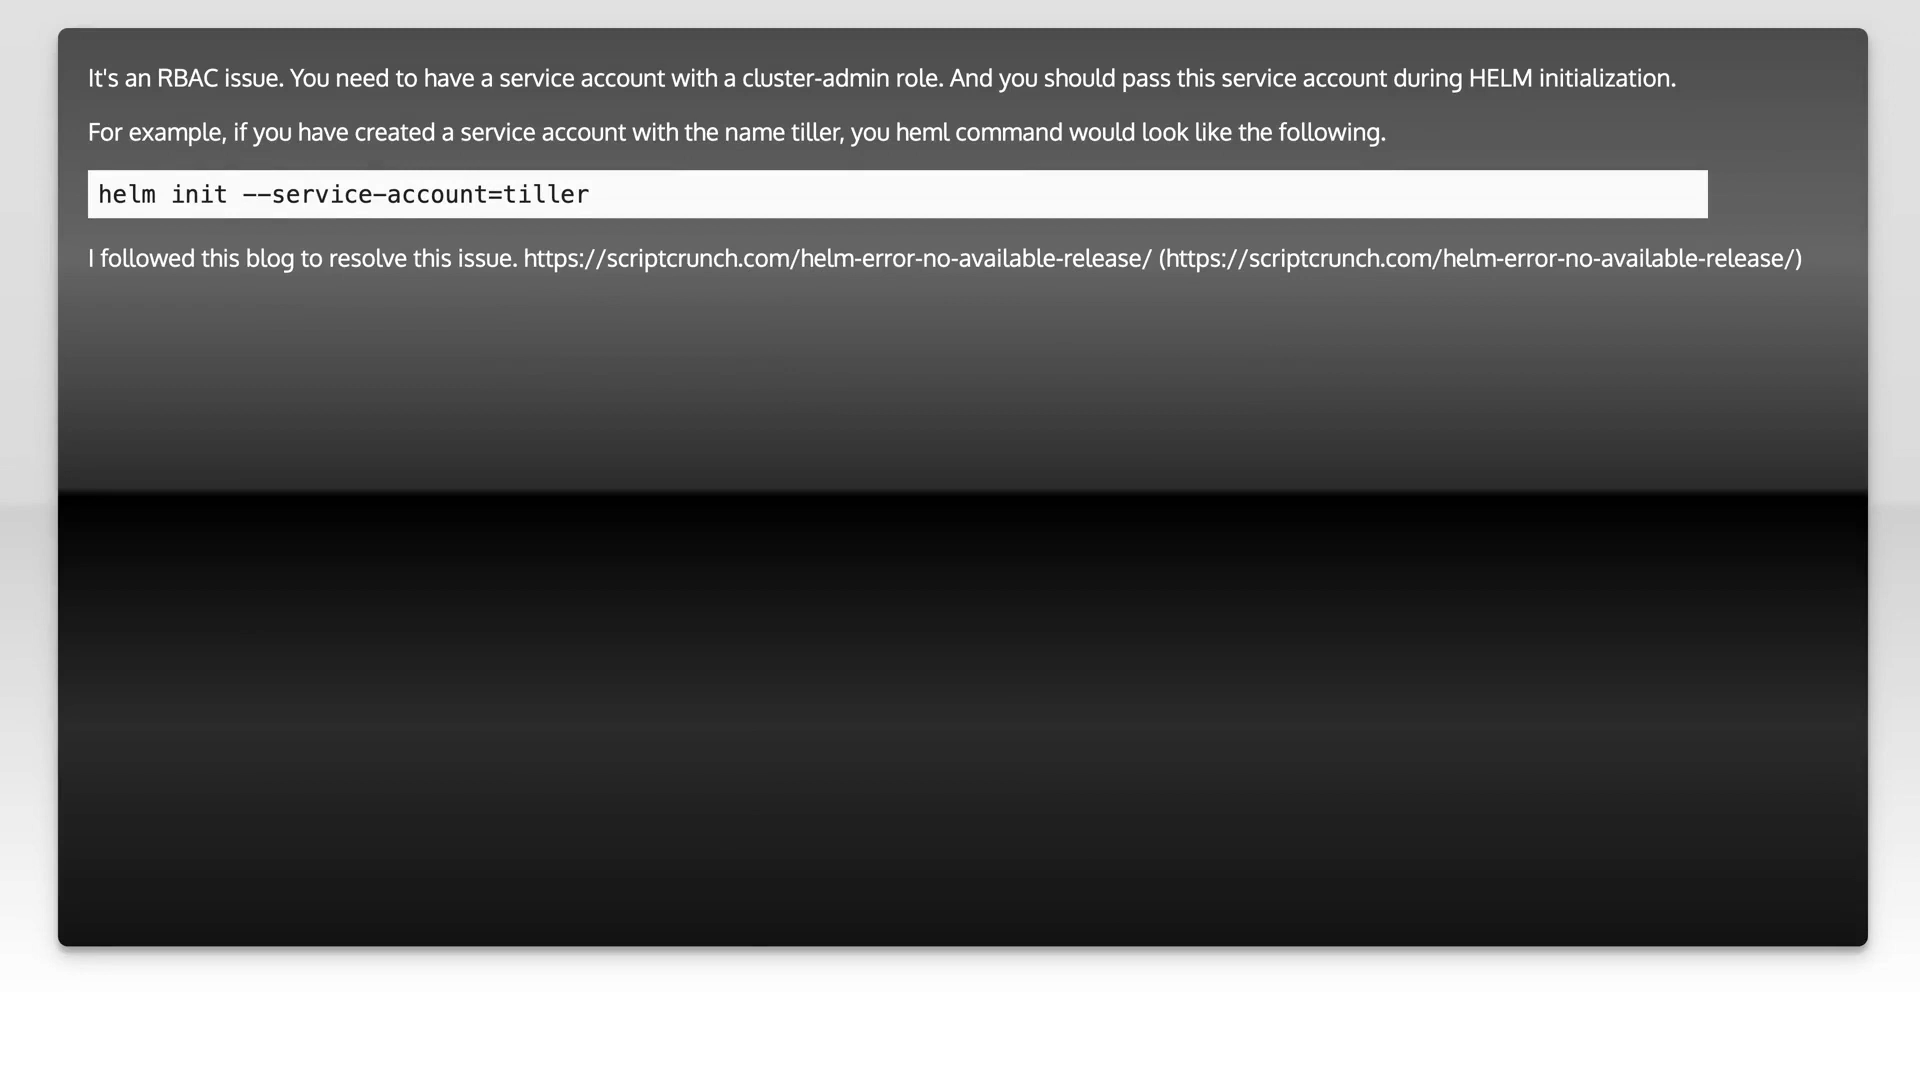 It's an RBAC issue. You need to have a service account with a cluster-admin role. And you should pass this service account during HELM initialization.
For example, if you have created a service account with the name tiller, you heml command would look like the following.
helm init --service-account=tiller
I followed this blog to resolve this issue. https://scriptcrunch.com/helm-error-no-available-release/ (https://scriptcrunch.com/helm-error-no-available-release/)